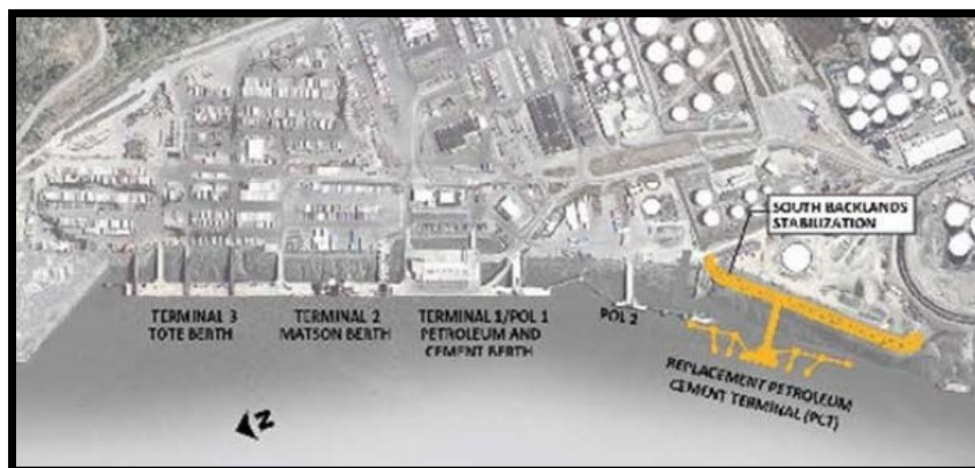 SOUTH BACKLANDS
STABILIZATION
TERMINAL 3
TOTE BERTH
TERMINAL 2
MATSON BERTH
TERMINAL 1/POL 1
PETROLEUM AND
CEMENT BERTH
POL 2
REPLACEMENT PETROLEUM
CEMENT TERMINAL (PCT)
N